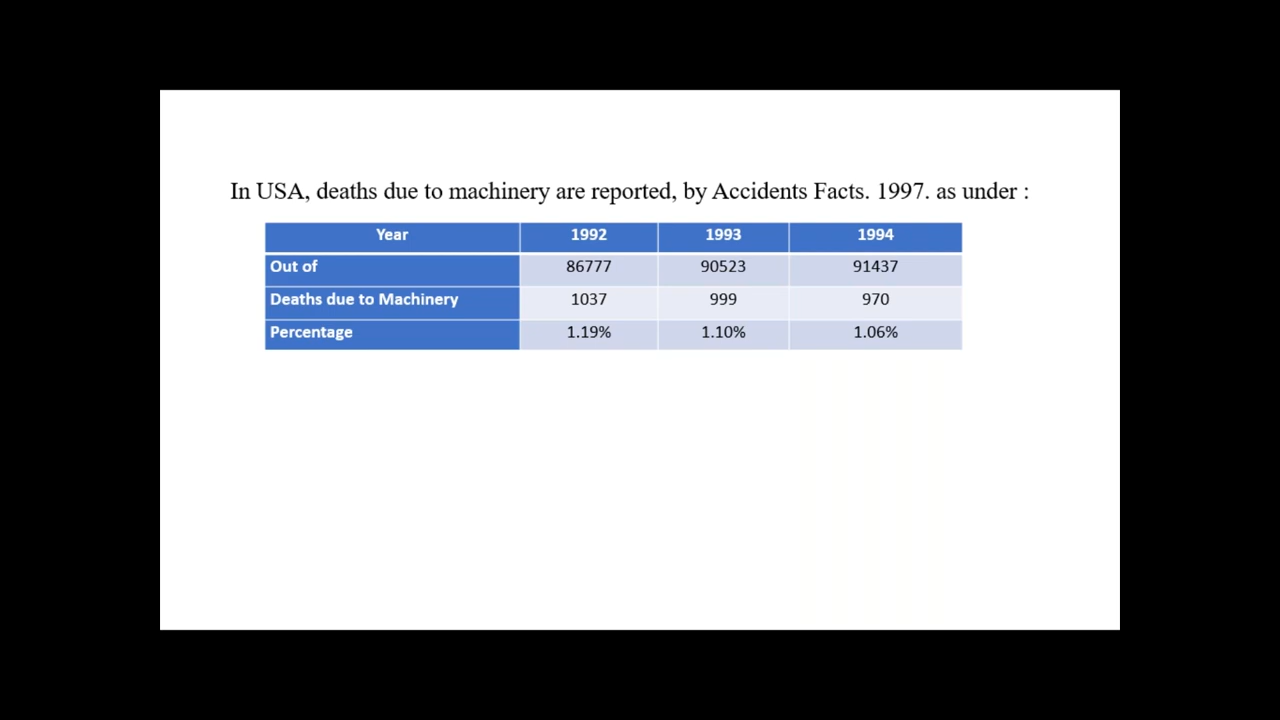 In USA, deaths due to machinery are reported, by Accidents Facts. 1997. as under :
Year 1992 1993 1994
Out of 86777 90523 91437
Deaths due to Machinery 1037 999 970
Percentage 1.19% 1.10% 1.06%